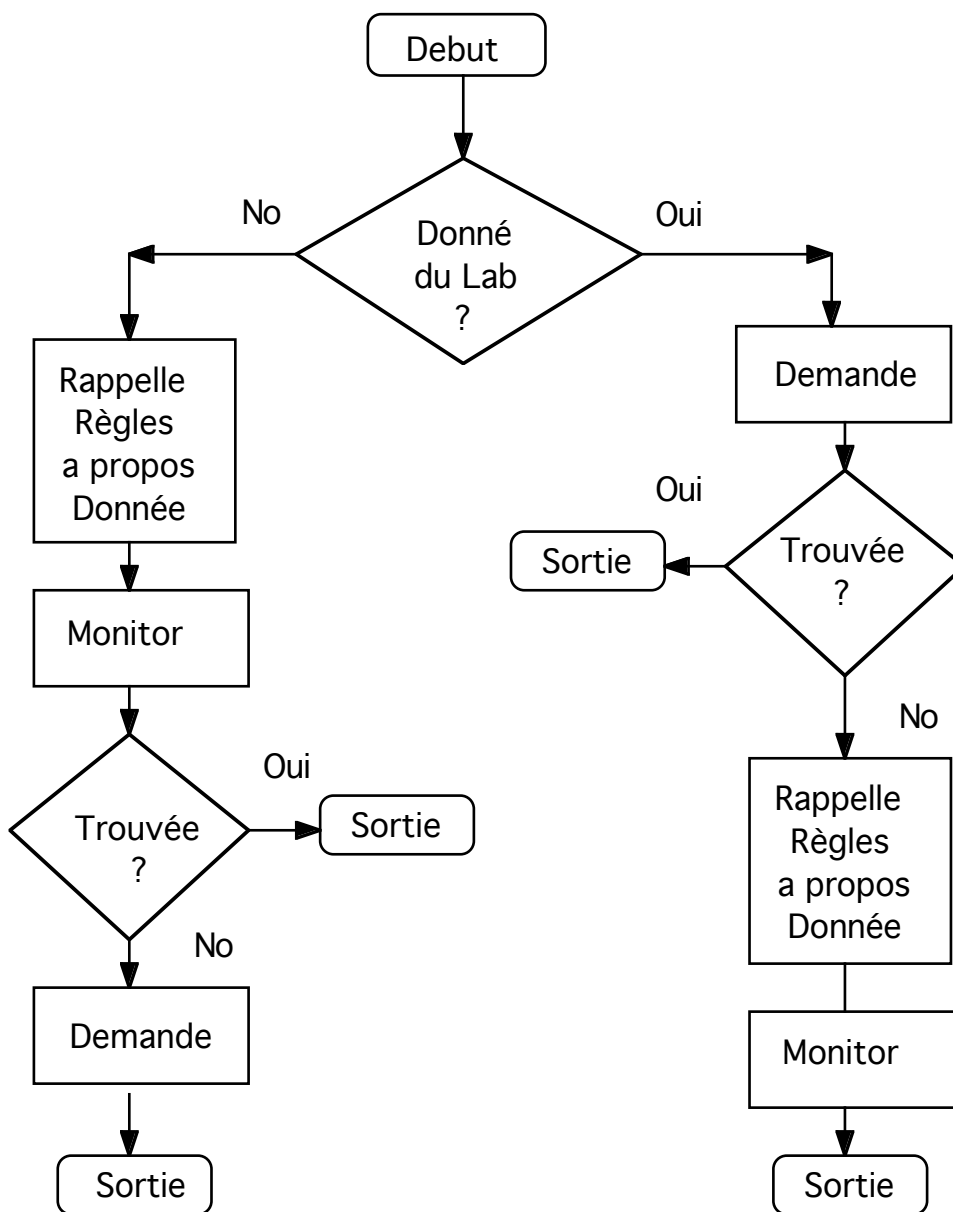 Debut
No
Oui
Donné
du Lab
?
Rappelle
Règles
a propos
Donnée
Demande
Oui
Sortie
Trouvée
?
Monitor
No
Oui
Trouvée
?
Sortie
Rappelle
Règles
a propos
Donnée
No
Demande
Monitor
Sortie
Sortie